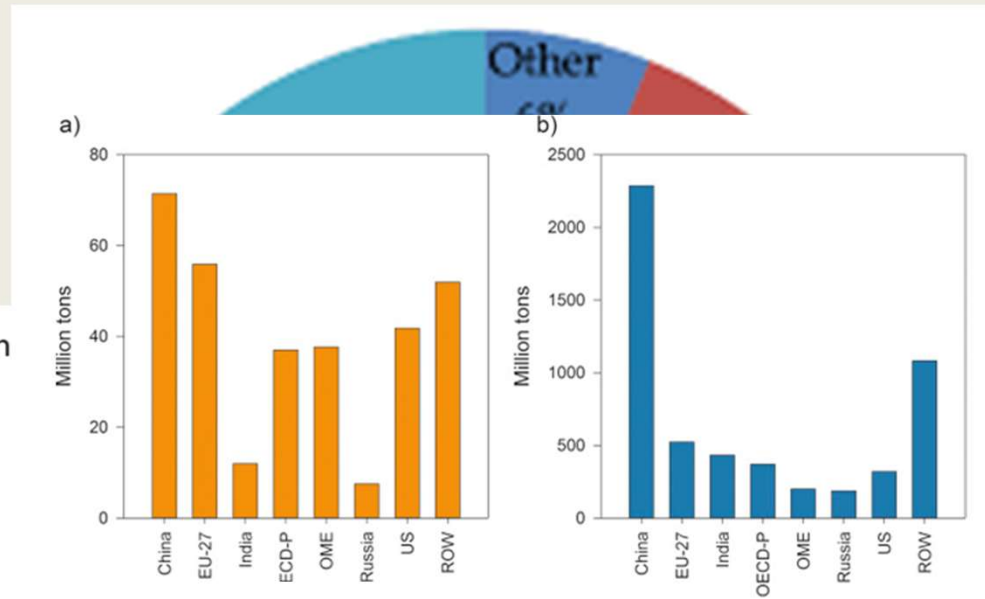 Other
a)
b)
Million tons
80
60
40
20
0
China
EU-27
India
ECD-P
OME
Russia
US
ROW
Million tons
2500
2000
1500
1000
500
0
China
EU-27
India
OECD-P
OME
Russia
US
ROW